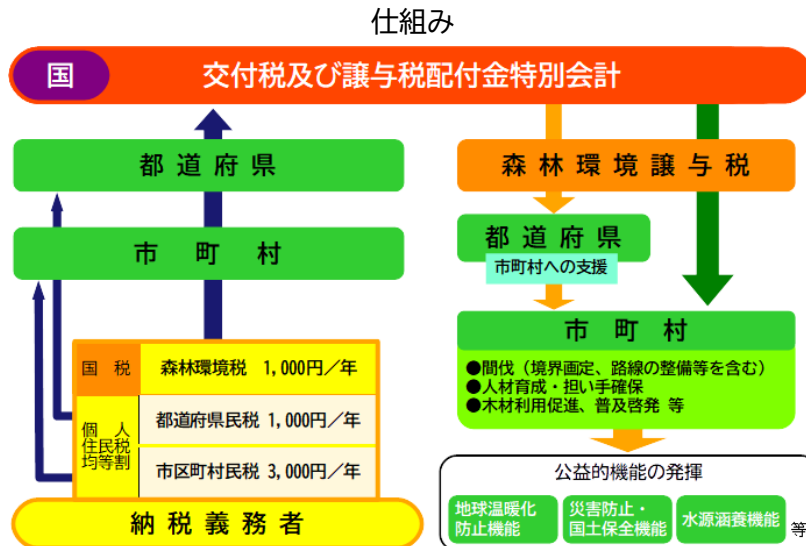 仕組み
国
交付税及び譲与税配付金特別会計
都道府県
市町村
国税
森林環境税 1,000円/年
個人
住民税
均等割
都道府県民税 1,000円/年
市区町村民税 3,000円/年
納税義務者
森林環境譲与税
都道府県
市町村への支援
市町村
●間伐(境界画定、路線の整備等を含む)
●人材育成・担い手確保
●木材利用促進、普及啓発 等
公益的機能の発揮
地球温暖化
防止機能
災害防止・
国土保全機能
水源涵養機能
等